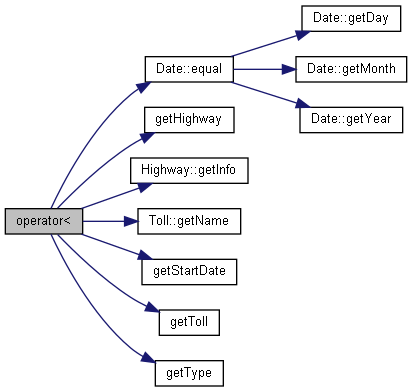 Date::getDay
Date::equal
Date::getMonth
Date::getYear
getHighway
Highway::getInfo
operator<
Toll::getName
getStartDate
getToll
getType